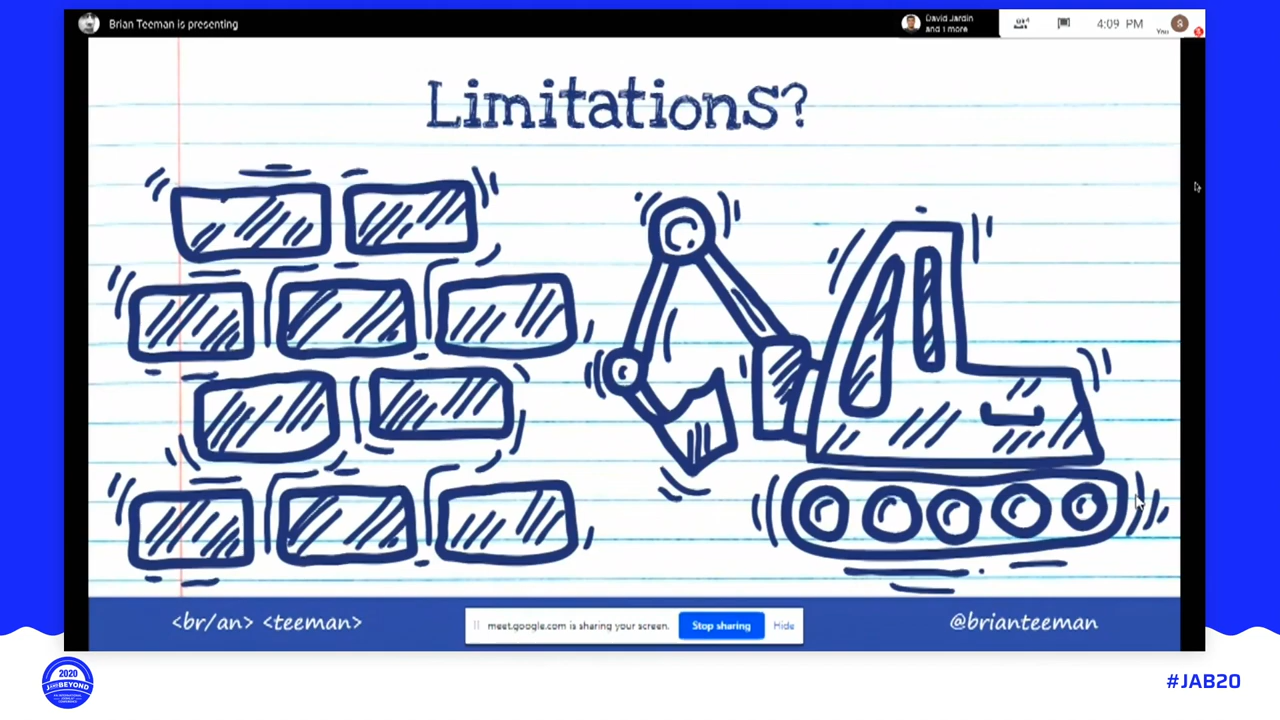 Brian Teeman is presenting
David Jardin
and 1 more
4:09 PM
You
S
Limitations?
<br/an> <teeman>
meet.google.com is sharing your screen.
Stop sharing
Hide
@brianteeman
2020
JANDBEYOND
#JAB20